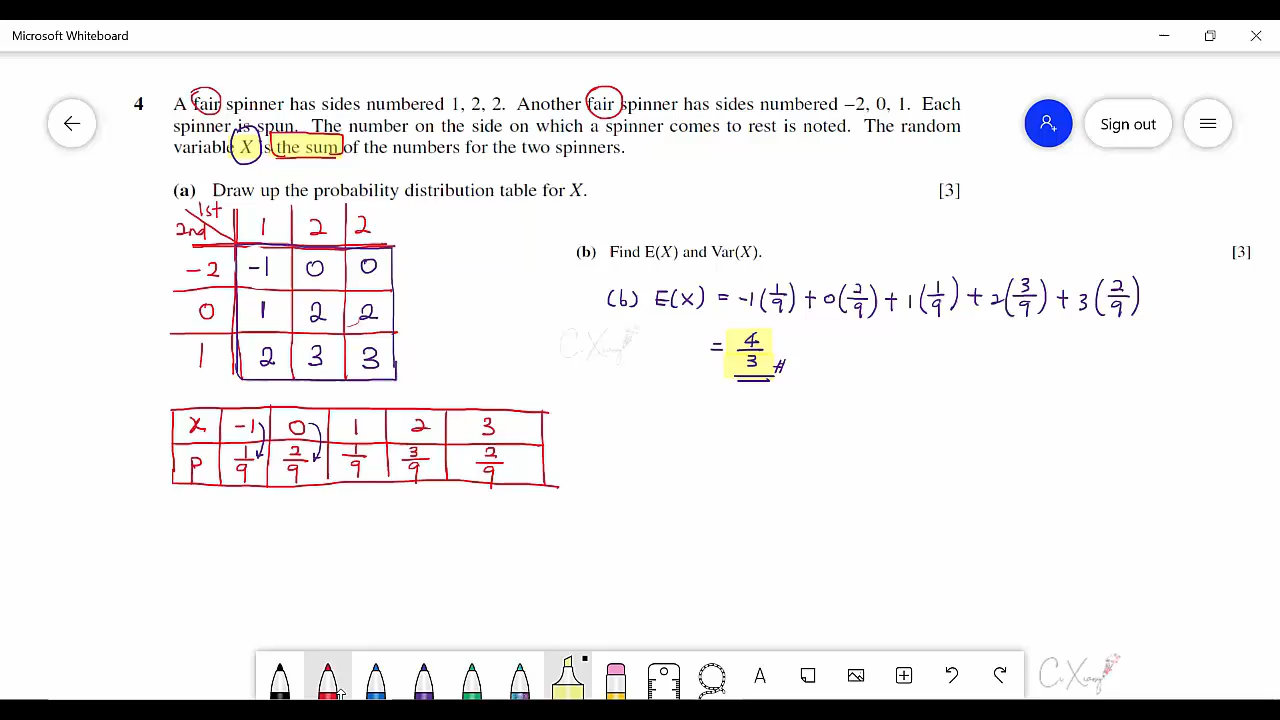 Microsoft Whiteboard
4 A fair spinner has sides numbered 1, 2, 2. Another fair spinner has sides numbered −2, 0, 1. Each
spinner is spun. The number on the side on which a spinner comes to rest is noted. The random
variable X is the sum of the numbers for the two spinners.
Sign out
(a) Draw up the probability distribution table for X. [3]
1st
2nd 1 2 2
-2 -1 0 0
0 1 2 2
1 2 3 3
x -1 0 1 2 3
P 1/9 2/9 1/9 3/9 2/9
(b) Find E(X) and Var(X). [3]
(b) E(X) = -1(1/9) + 0(2/9) + 1(1/9) + 2(3/9) + 3(2/9)
= 4/3 #
C.Xiang
A
C.Xiang